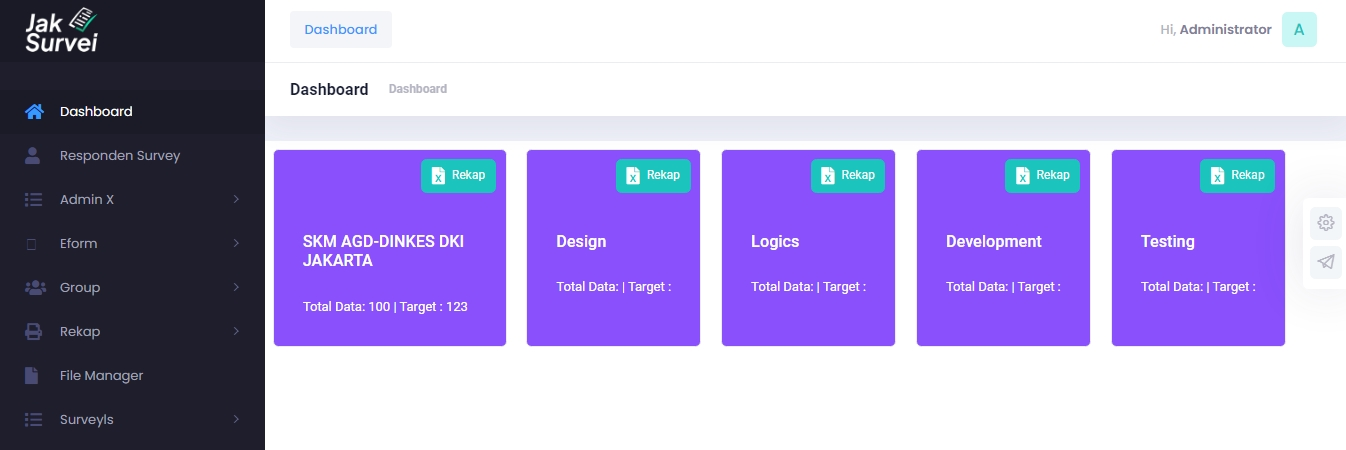 Jak
Survei
Dashboard
Hi, Administrator
A
Dashboard
Dashboard
Dashboard
Responden Survey
Admin X
Eform
Group
Rekap
File Manager
Surveyls
Rekap
SKM AGD-DINKES DKI
JAKARTA
Total Data: 100 | Target : 123
Rekap
Design
Total Data: | Target :
Rekap
Logics
Total Data: | Target :
Rekap
Development
Total Data: | Target :
Rekap
Testing
Total Data: | Target :